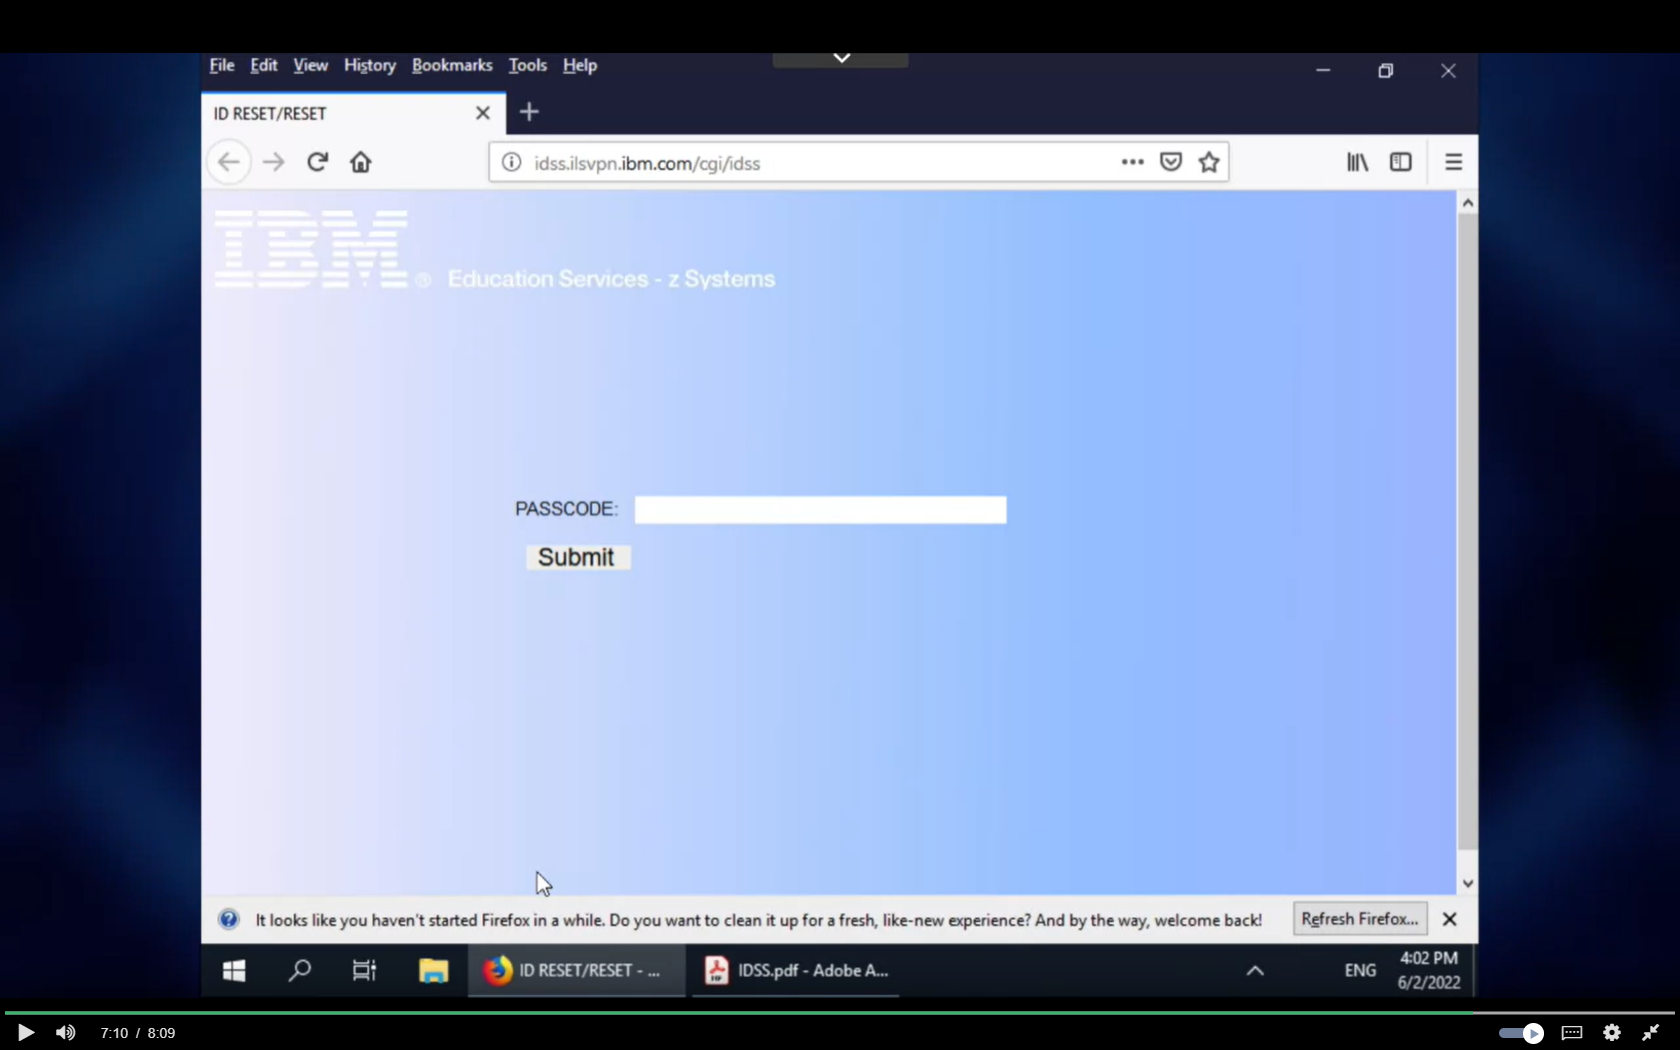 File Edit View History Bookmarks Tools Help
ID RESET/RESET
idss.ilsvpn.ibm.com/cgi/idss
IBM® Education Services - z Systems
PASSCODE:
Submit
It looks like you haven't started Firefox in a while. Do you want to clean it up for a fresh, like-new experience? And by the way, welcome back! Refresh Firefox...
ID RESET/RESET - ... IDSS.pdf - Adobe A... ENG 4:02 PM
6/2/2022
7:10 / 8:09